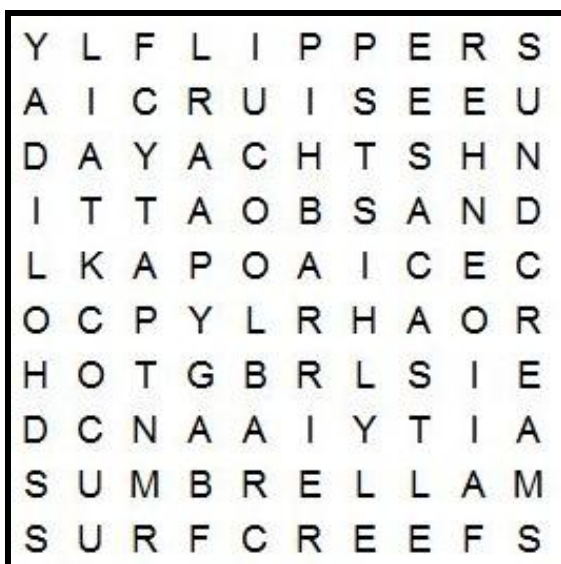 Y L F L I P P E R S
A I C R U I S E E U
D A Y A C H T S H N
I T T A O B S A N D
L K A P O A I C E C
O C P Y L R H A O R
H O T G B R L S I E
D C N A A I Y T I A
S U M B R E L L A M
S U R F C R E E F S